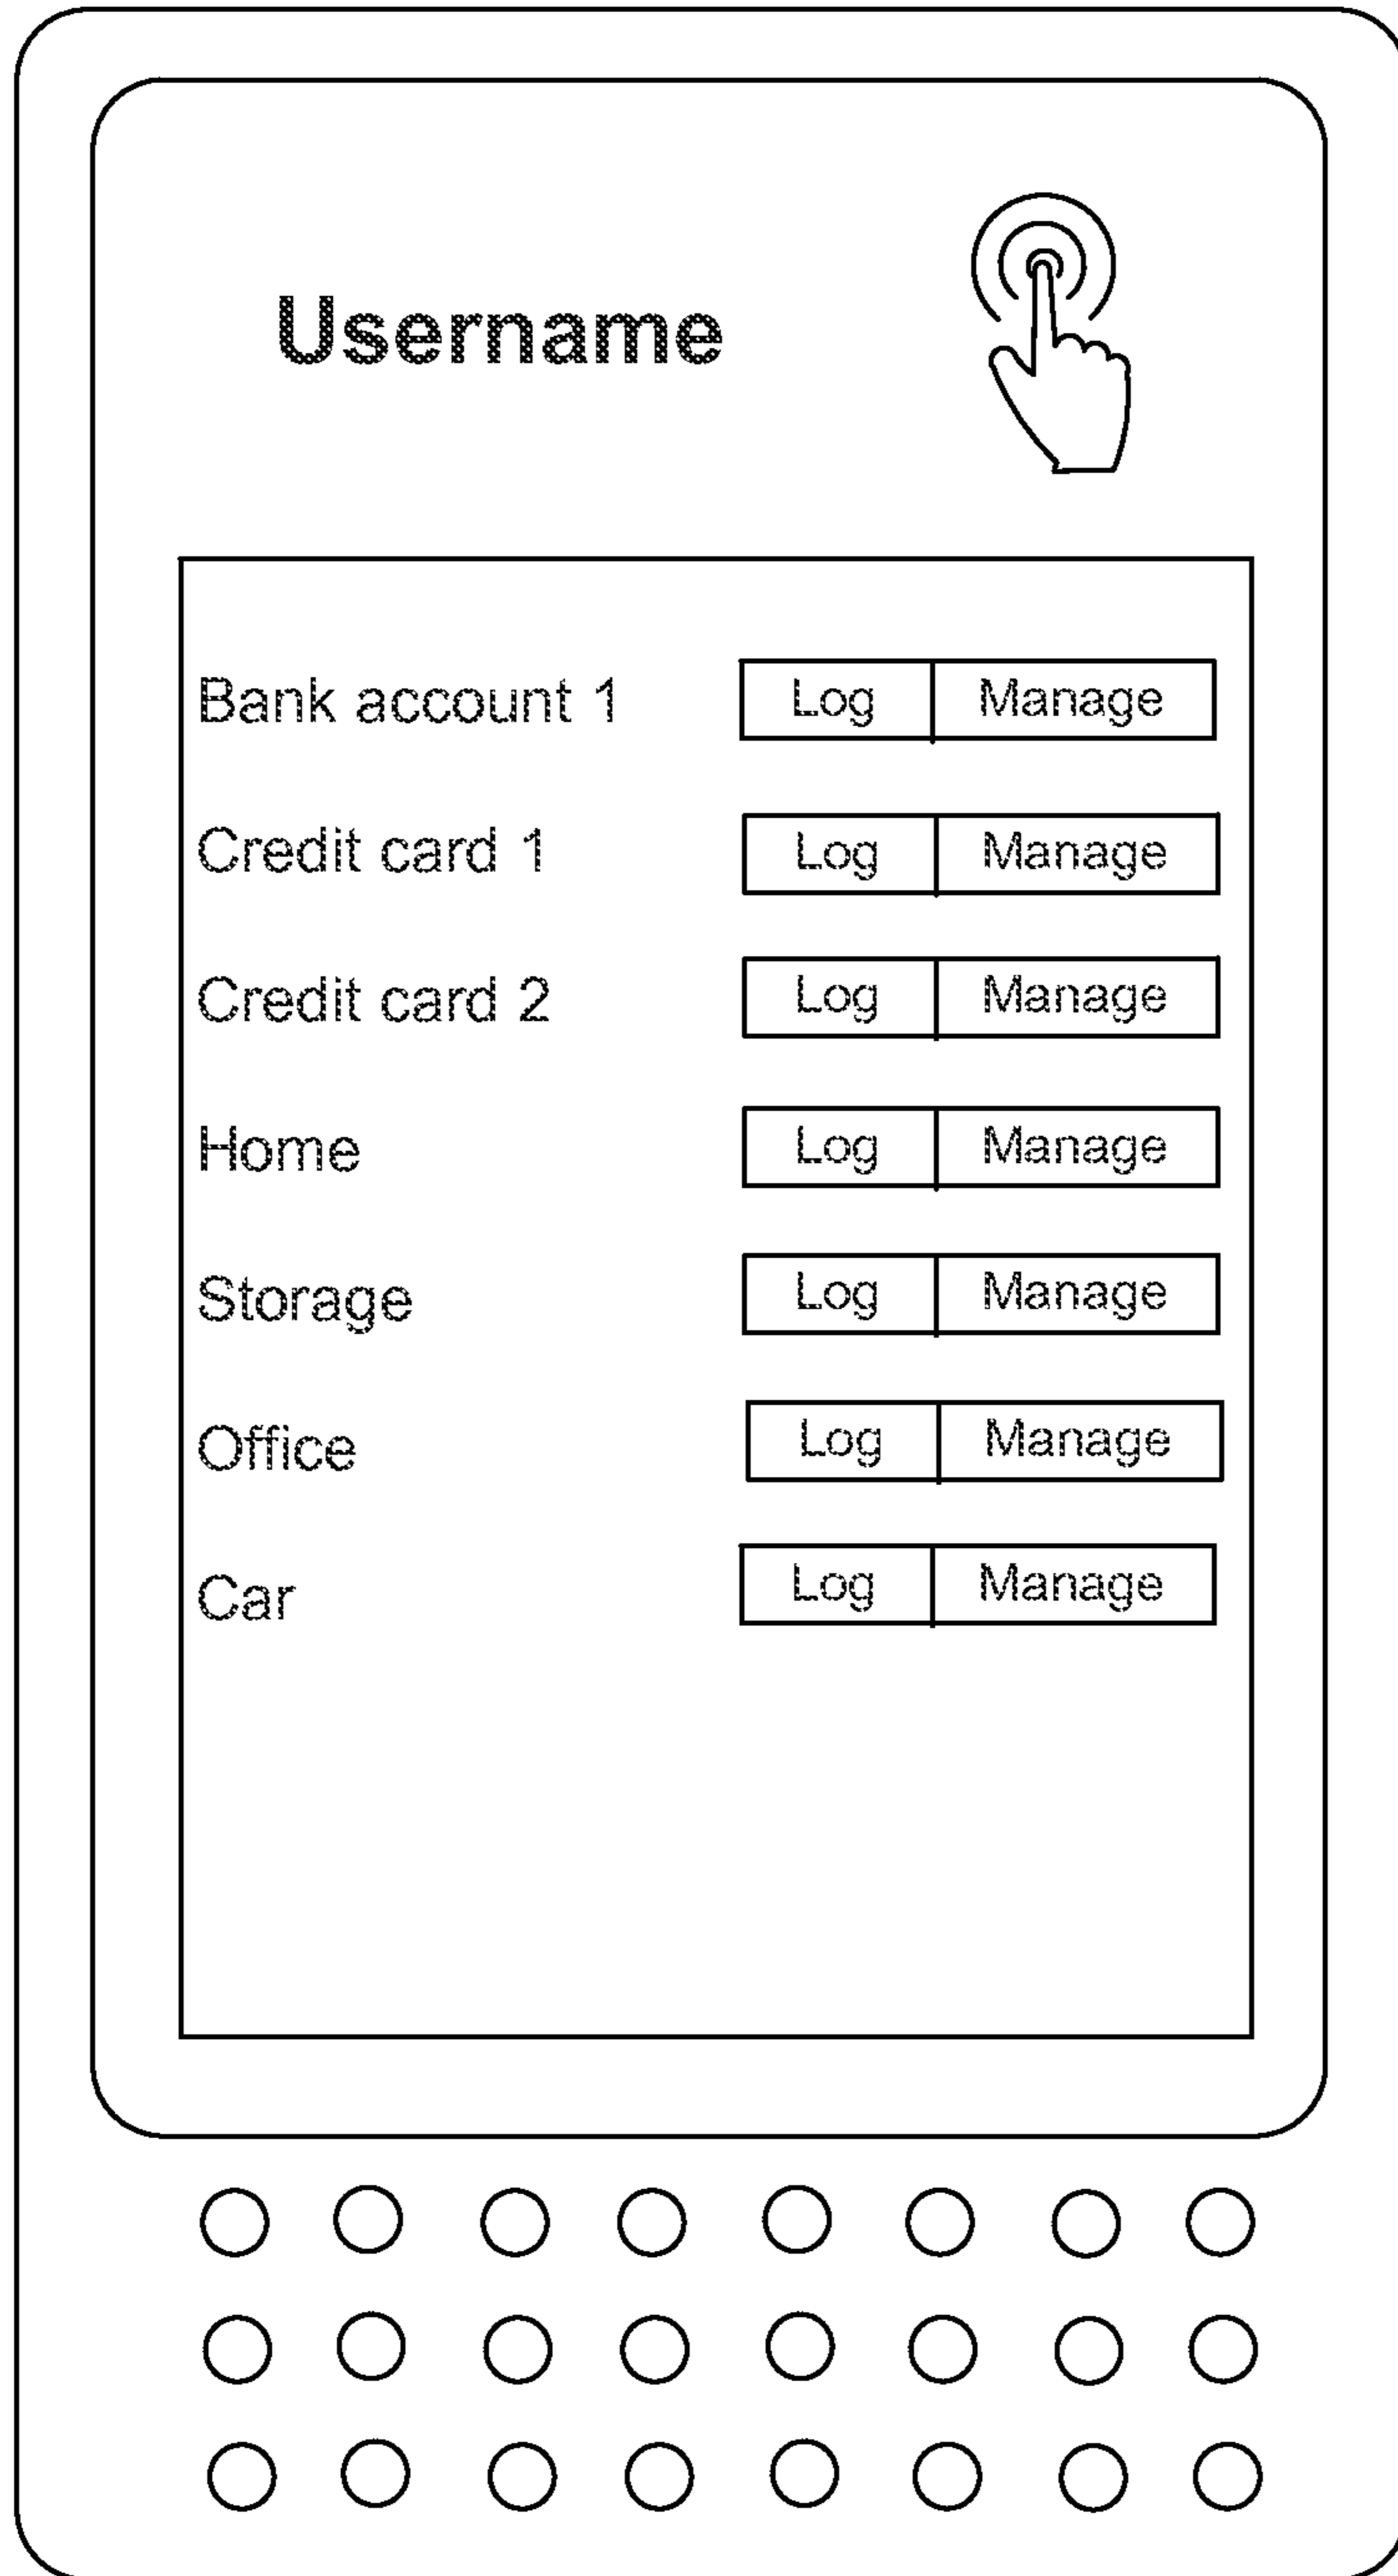 Username
Bank account 1 Log Manage
Credit card 1 Log Manage
Credit card 2 Log Manage
Home Log Manage
Storage Log Manage
Office Log Manage
Car Log Manage